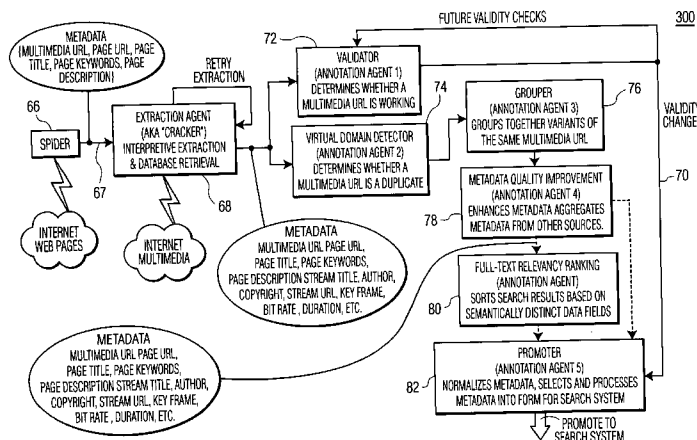 300
METADATA
{MULTIMEDIA URL, PAGE URL, PAGE
TITLE, PAGE KEYWORDS, PAGE
DESCRIPTION}
RETRY
EXTRACTION
66
SPIDER
67
EXTRACTION AGENT
(AKA "CRACKER")
INTERPRETIVE EXTRACTION
& DATABASE RETRIEVAL
68
INTERNET
WEB PAGES
INTERNET
MULTIMEDIA
FUTURE VALIDITY CHECKS
72
VALIDATOR
(ANNOTATION AGENT 1)
DETERMINES WHETHER A
MULTIMEDIA URL IS WORKING
74
VIRTUAL DOMAIN DETECTOR
(ANNOTATION AGENT 2)
DETERMINES WHETHER A
MULTIMEDIA URL IS A DUPLICATE
76
GROUPER
(ANNOTATION AGENT 3)
GROUPS TOGETHER VARIANTS OF
THE SAME MULTIMEDIA URL
VALIDITY
CHANGE
70
METADATA QUALITY IMPROVEMENT
(ANNOTATION AGENT 4)
ENHANCES METADATA AGGREGATES
METADATA FROM OTHER SOURCES.
78
METADATA
MULTIMEDIA URL PAGE URL,
PAGE TITLE, PAGE KEYWORDS,
PAGE DESCRIPTION STREAM TITLE, AUTHOR,
COPYRIGHT, STREAM URL, KEY FRAME,
BIT RATE , DURATION, ETC.
FULL-TEXT RELEVANCY RANKING
(ANNOTATION AGENT)
SORTS SEARCH RESULTS BASED ON
SEMANTICALLY DISTINCT DATA FIELDS
80
METADATA
MULTIMEDIA URL PAGE URL,
PAGE TITLE, PAGE KEYWORDS,
PAGE DESCRIPTION STREAM TITLE, AUTHOR,
COPYRIGHT, STREAM URL, KEY FRAME,
BIT RATE , DURATION, ETC.
PROMOTER
(ANNOTATION AGENT 5)
NORMALIZES METADATA, SELECTS AND PROCESSES
METADATA INTO FORM FOR SEARCH SYSTEM
82
PROMOTE TO
SEARCH SYSTEM